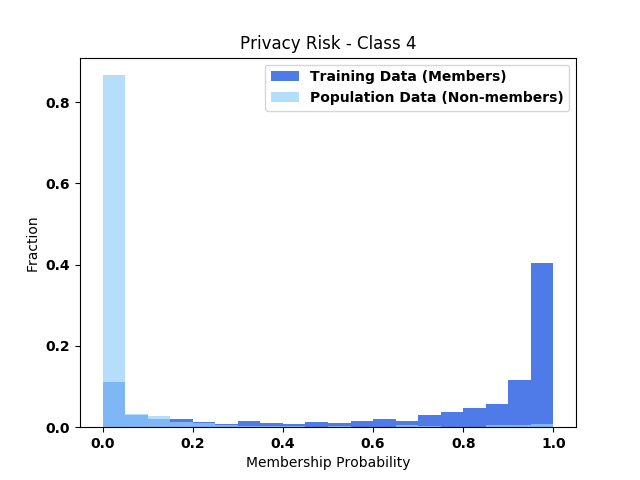 Privacy Risk - Class 4
Training Data (Members)
Population Data (Non-members)
Fraction
0.8
0.6
0.4
0.2
0.0
0.0 0.2 0.4 0.6 0.8 1.0
Membership Probability